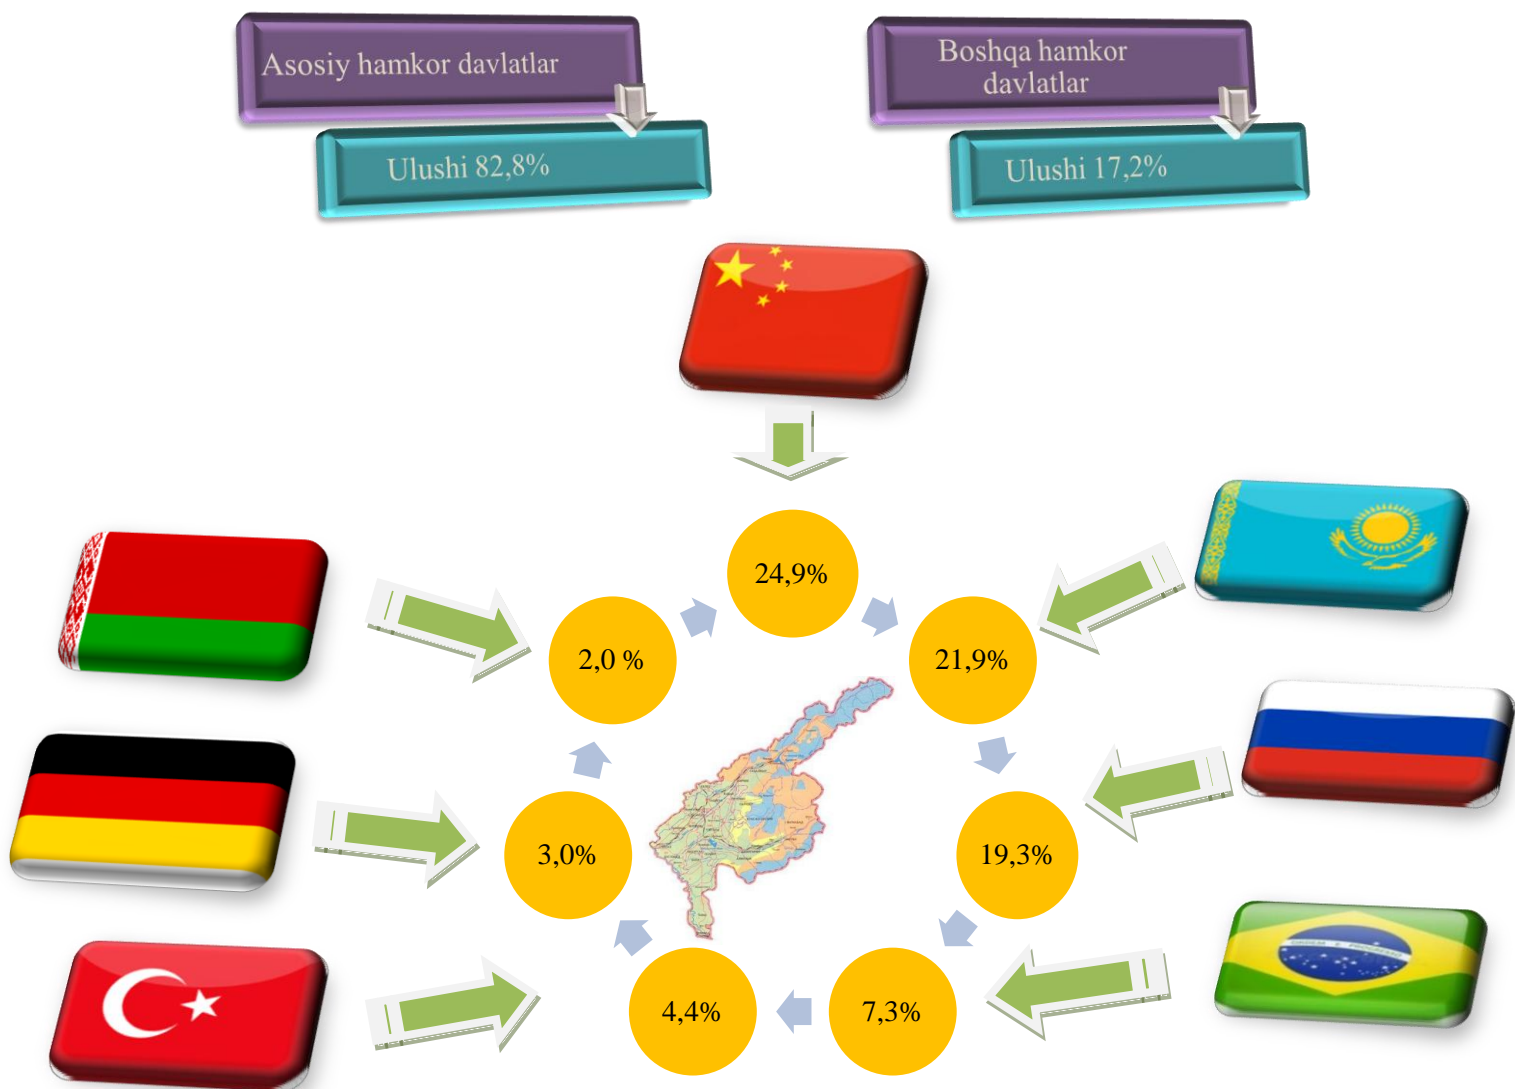 Asosiy hamkor davlatlar
Boshqa hamkor
davlatlar
Ulushi 82,8%
Ulushi 17,2%
24,9%
2,0 %
21,9%
3,0%
19,3%
4,4%
7,3%